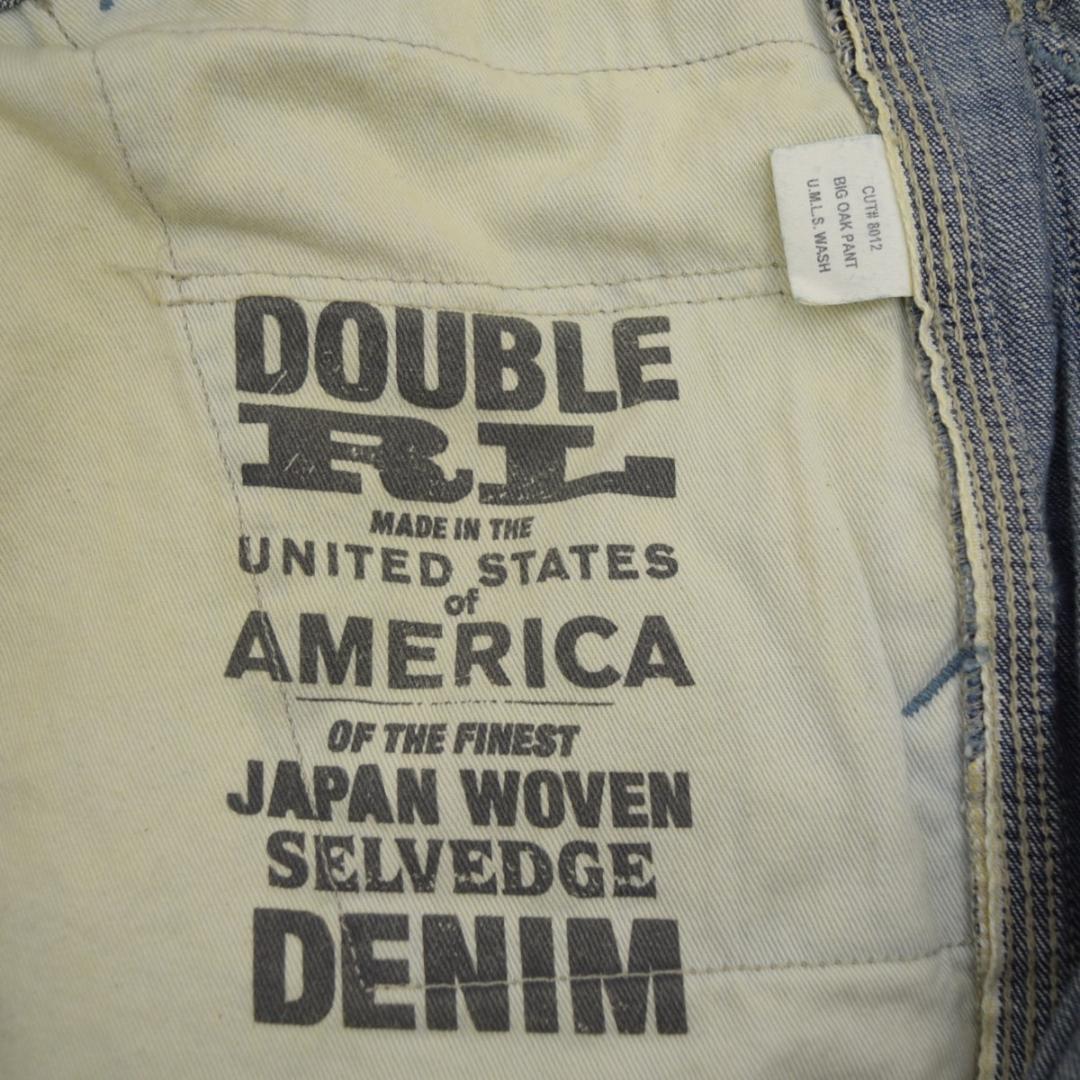 DOUBLE
RL
MADE IN THE
UNITED STATES
of
AMERICA
OF THE FINEST
JAPAN WOVEN
SELVEDGE
DENIM
CUT# 8012
BIG OAK PANT
U.M.L.S. WASH